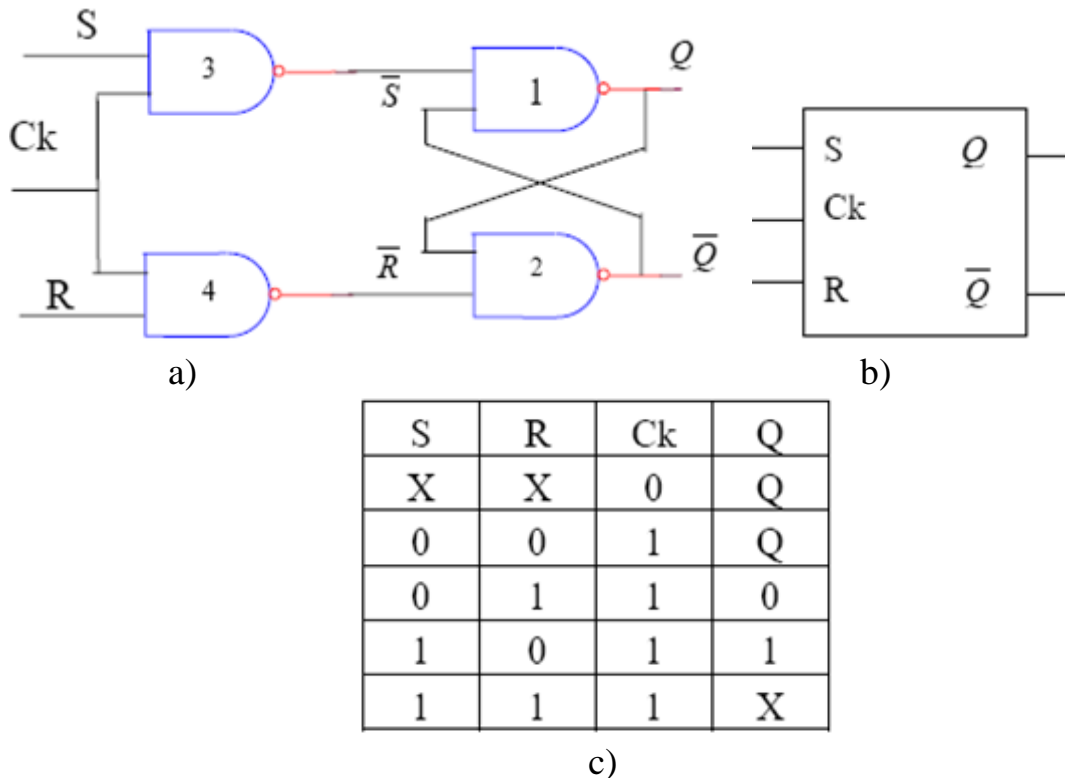 S
3
S̅
1
Q
Ck
R
4
R̅
2
Q̅
a)
S Q
Ck
R Q̅
b)
S R Ck Q
X X 0 Q
0 0 1 Q
0 1 1 0
1 0 1 1
1 1 1 X
c)